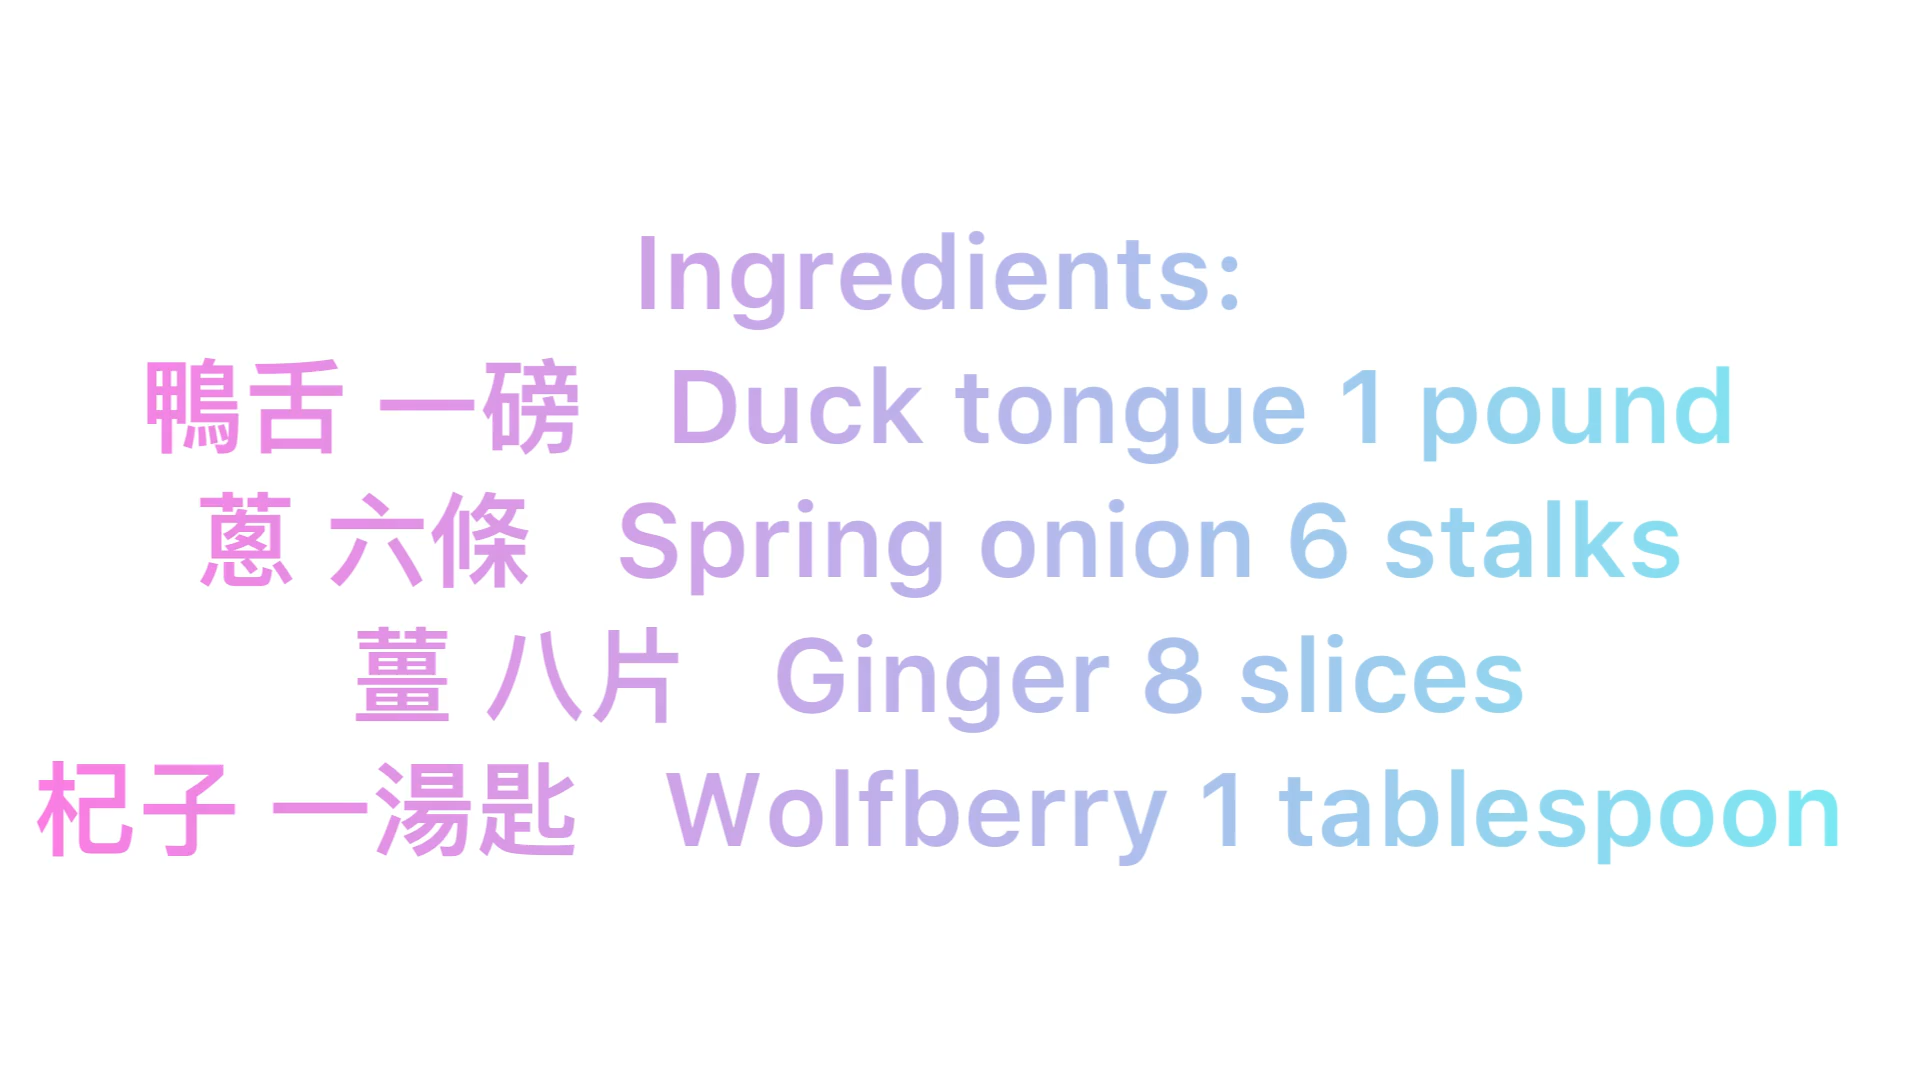 Ingredients:
鴨舌 一磅 Duck tongue 1 pound
蔥 六條 Spring onion 6 stalks
薑 八片 Ginger 8 slices
杞子 一湯匙 Wolfberry 1 tablespoon